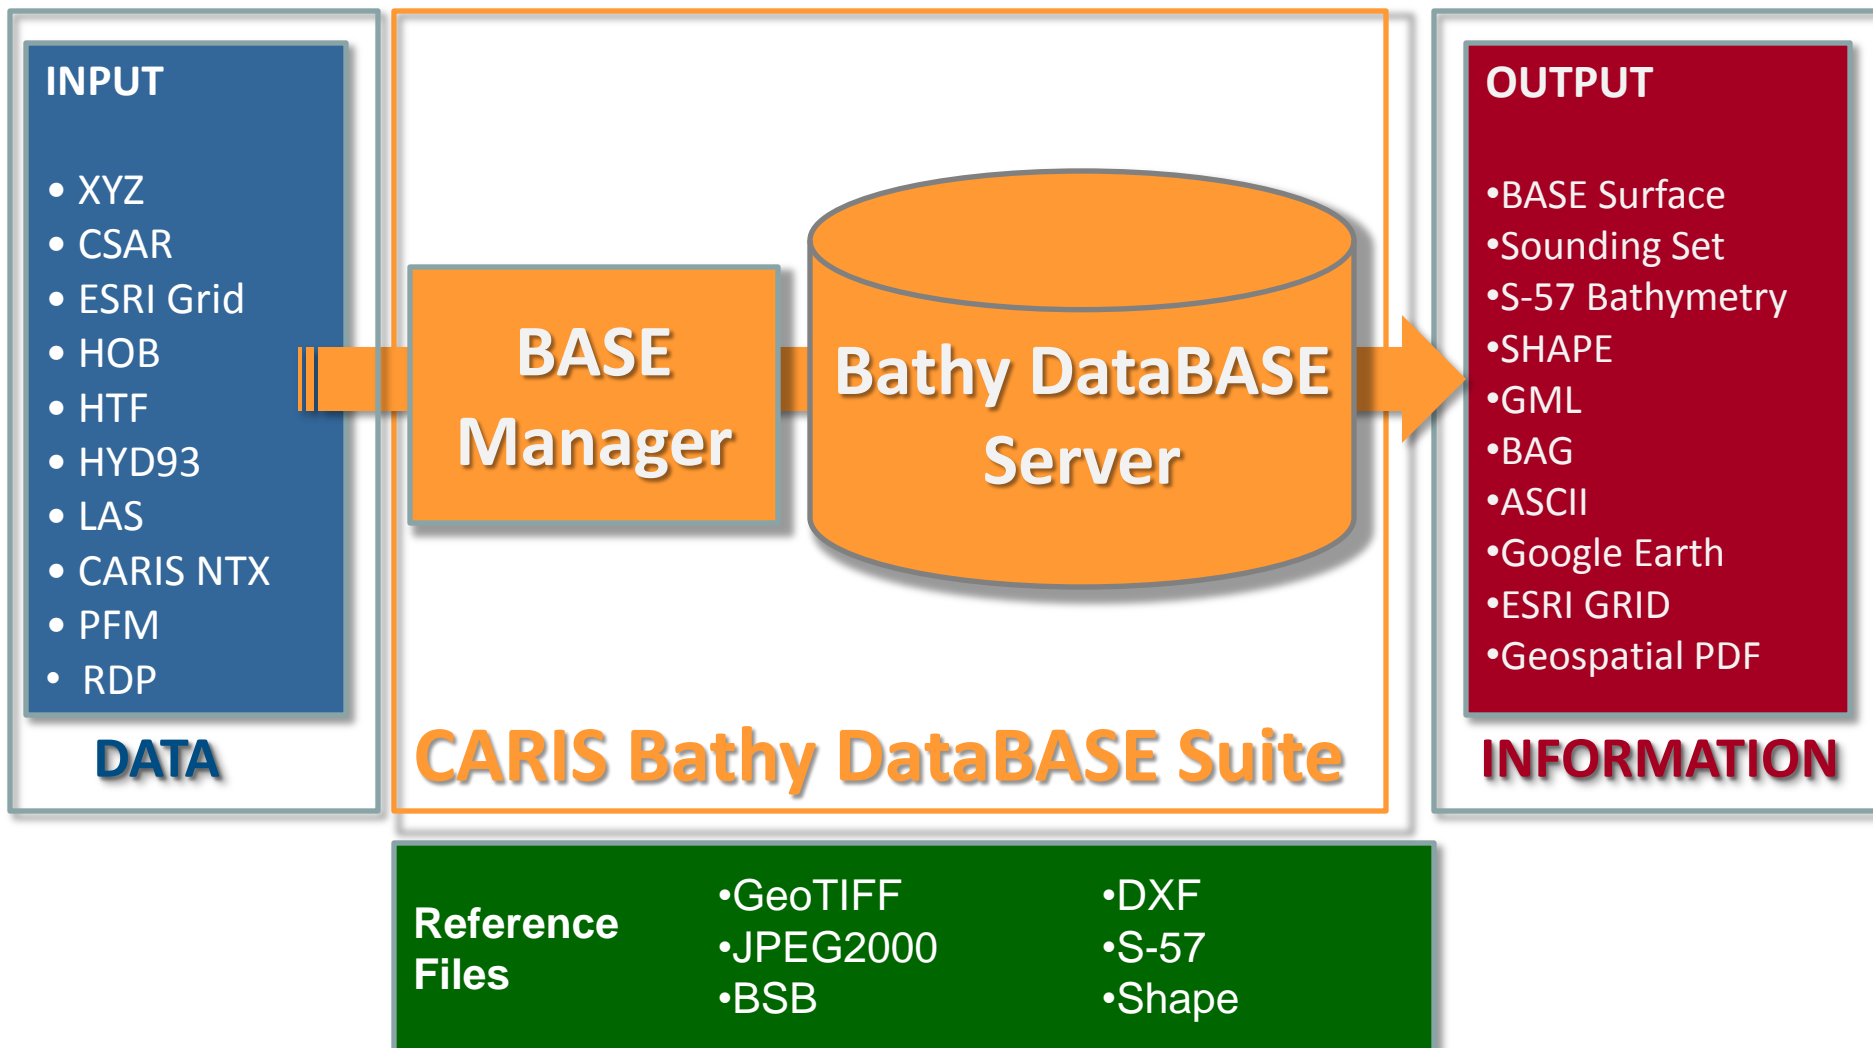 INPUT
• XYZ
• CSAR
• ESRI Grid
• HOB
• HTF
• HYD93
• LAS
• CARIS NTX
• PFM
• RDP
DATA
BASE
Manager
Bathy DataBASE
Server
CARIS Bathy DataBASE Suite
OUTPUT
•BASE Surface
•Sounding Set
•S-57 Bathymetry
•SHAPE
•GML
•BAG
•ASCII
•Google Earth
•ESRI GRID
•Geospatial PDF
INFORMATION
Reference
Files
•GeoTIFF
•JPEG2000
•BSB
•DXF
•S-57
•Shape